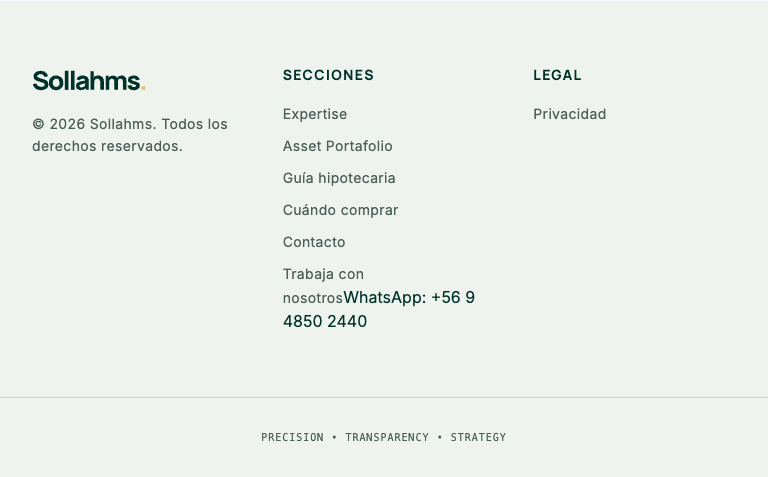 Sollahms.
© 2026 Sollahms. Todos los
derechos reservados.
SECCIONES
Expertise
Asset Portafolio
Guía hipotecaria
Cuándo comprar
Contacto
Trabaja con
nosotrosWhatsApp: +56 9
4850 2440
LEGAL
Privacidad
PRECISION • TRANSPARENCY • STRATEGY